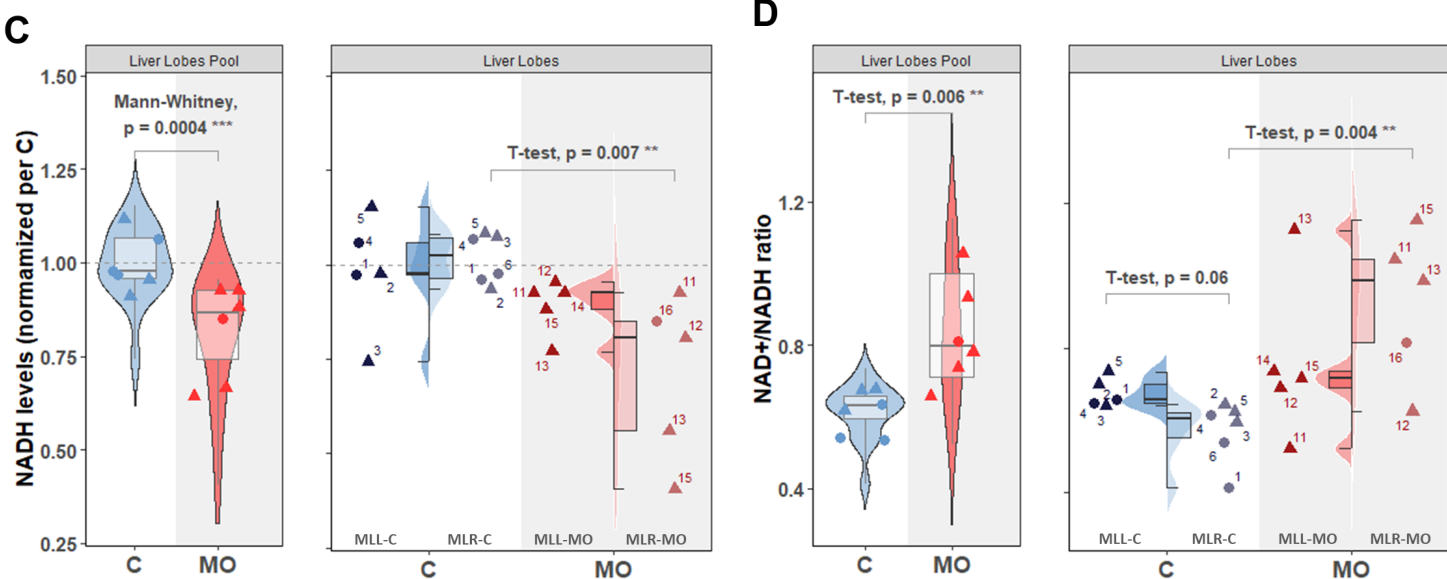 C
Liver Lobes Pool
Liver Lobes
NADH levels (normamized per C)
1.50
1.25
1.00
0.75
0.50
0.25
Mann-Whitney,
p = 0.0004 ***
T-test, p = 0.007 **
5
4
1
2
3
5
4
3
1
6
2
12
11
14
15
13
11
16
12
13
15
MLL-C
MLR-C
MLL-MO
MLR-MO
C
MO
C
MO
D
Liver Lobes Pool
Liver Lobes
NAD+/NADH ratio
1.2
0.8
0.4
T-test, p = 0.006 **
T-test, p = 0.004 **
T-test, p = 0.06
5
2
1
4
3
2
5
4
3
6
1
13
14
15
12
11
15
11
13
16
12
MLL-C
MLR-C
MLL-MO
MLR-MO
C
MO
C
MO